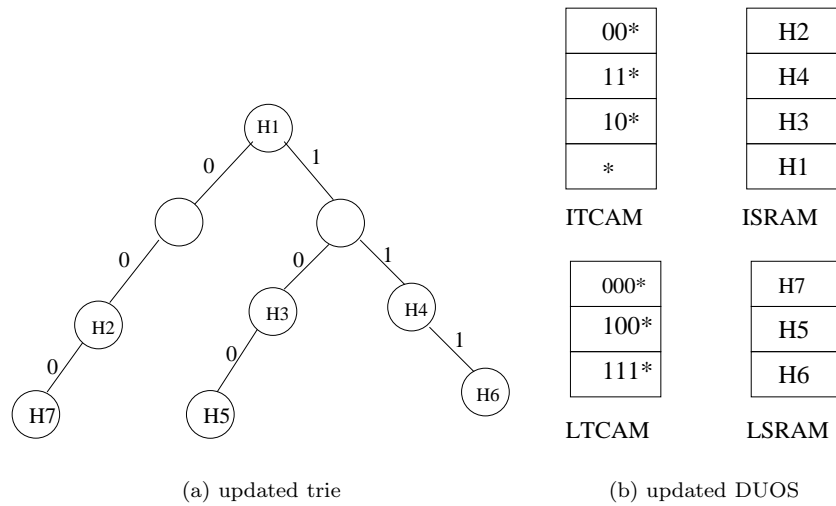 H1
0
1
0
0
1
H2
H3
H4
0
0
1
H7
H5
H6
(a) updated trie
00*
H2
11*
H4
10*
H3
*
H1
ITCAM
ISRAM
000*
H7
100*
H5
111*
H6
LTCAM
LSRAM
(b) updated DUOS